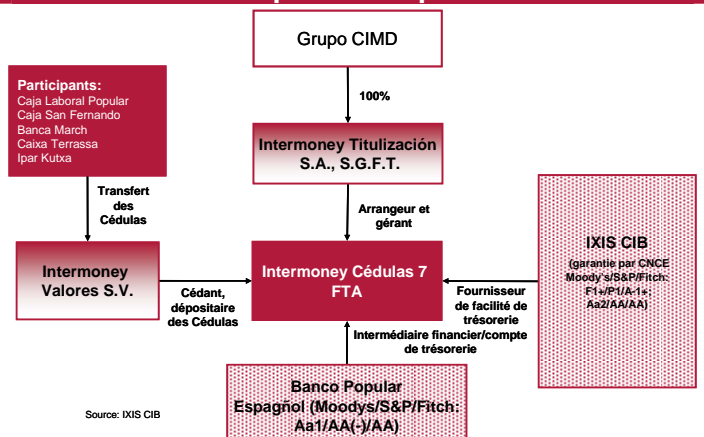 Grupo CIMD
Participants:
Caja Laboral Popular
Caja San Fernando
Banca March
Caixa Terrassa
Ipar Kutxa
100%
Intermoney Titulización
S.A., S.G.F.T.
Transfert
des
Cédulas
Arrangeur et
gérant
IXIS CIB
(garantie par CNCE
Moody's/S&P/Fitch:
F1+/P1/A-1+;
Aa2/AA/AA)
Intermoney
Valores S.V.
Cédant,
dépositaire
des Cédulas
Intermoney Cédulas 7
FTA
Fournisseur
de facilité de
trésorerie
Intermédiaire financier/compte
de trésorerie
Banco Popular
Espagñol (Moodys/S&P/Fitch:
Aa1/AA(-)/AA)
Source: IXIS CIB